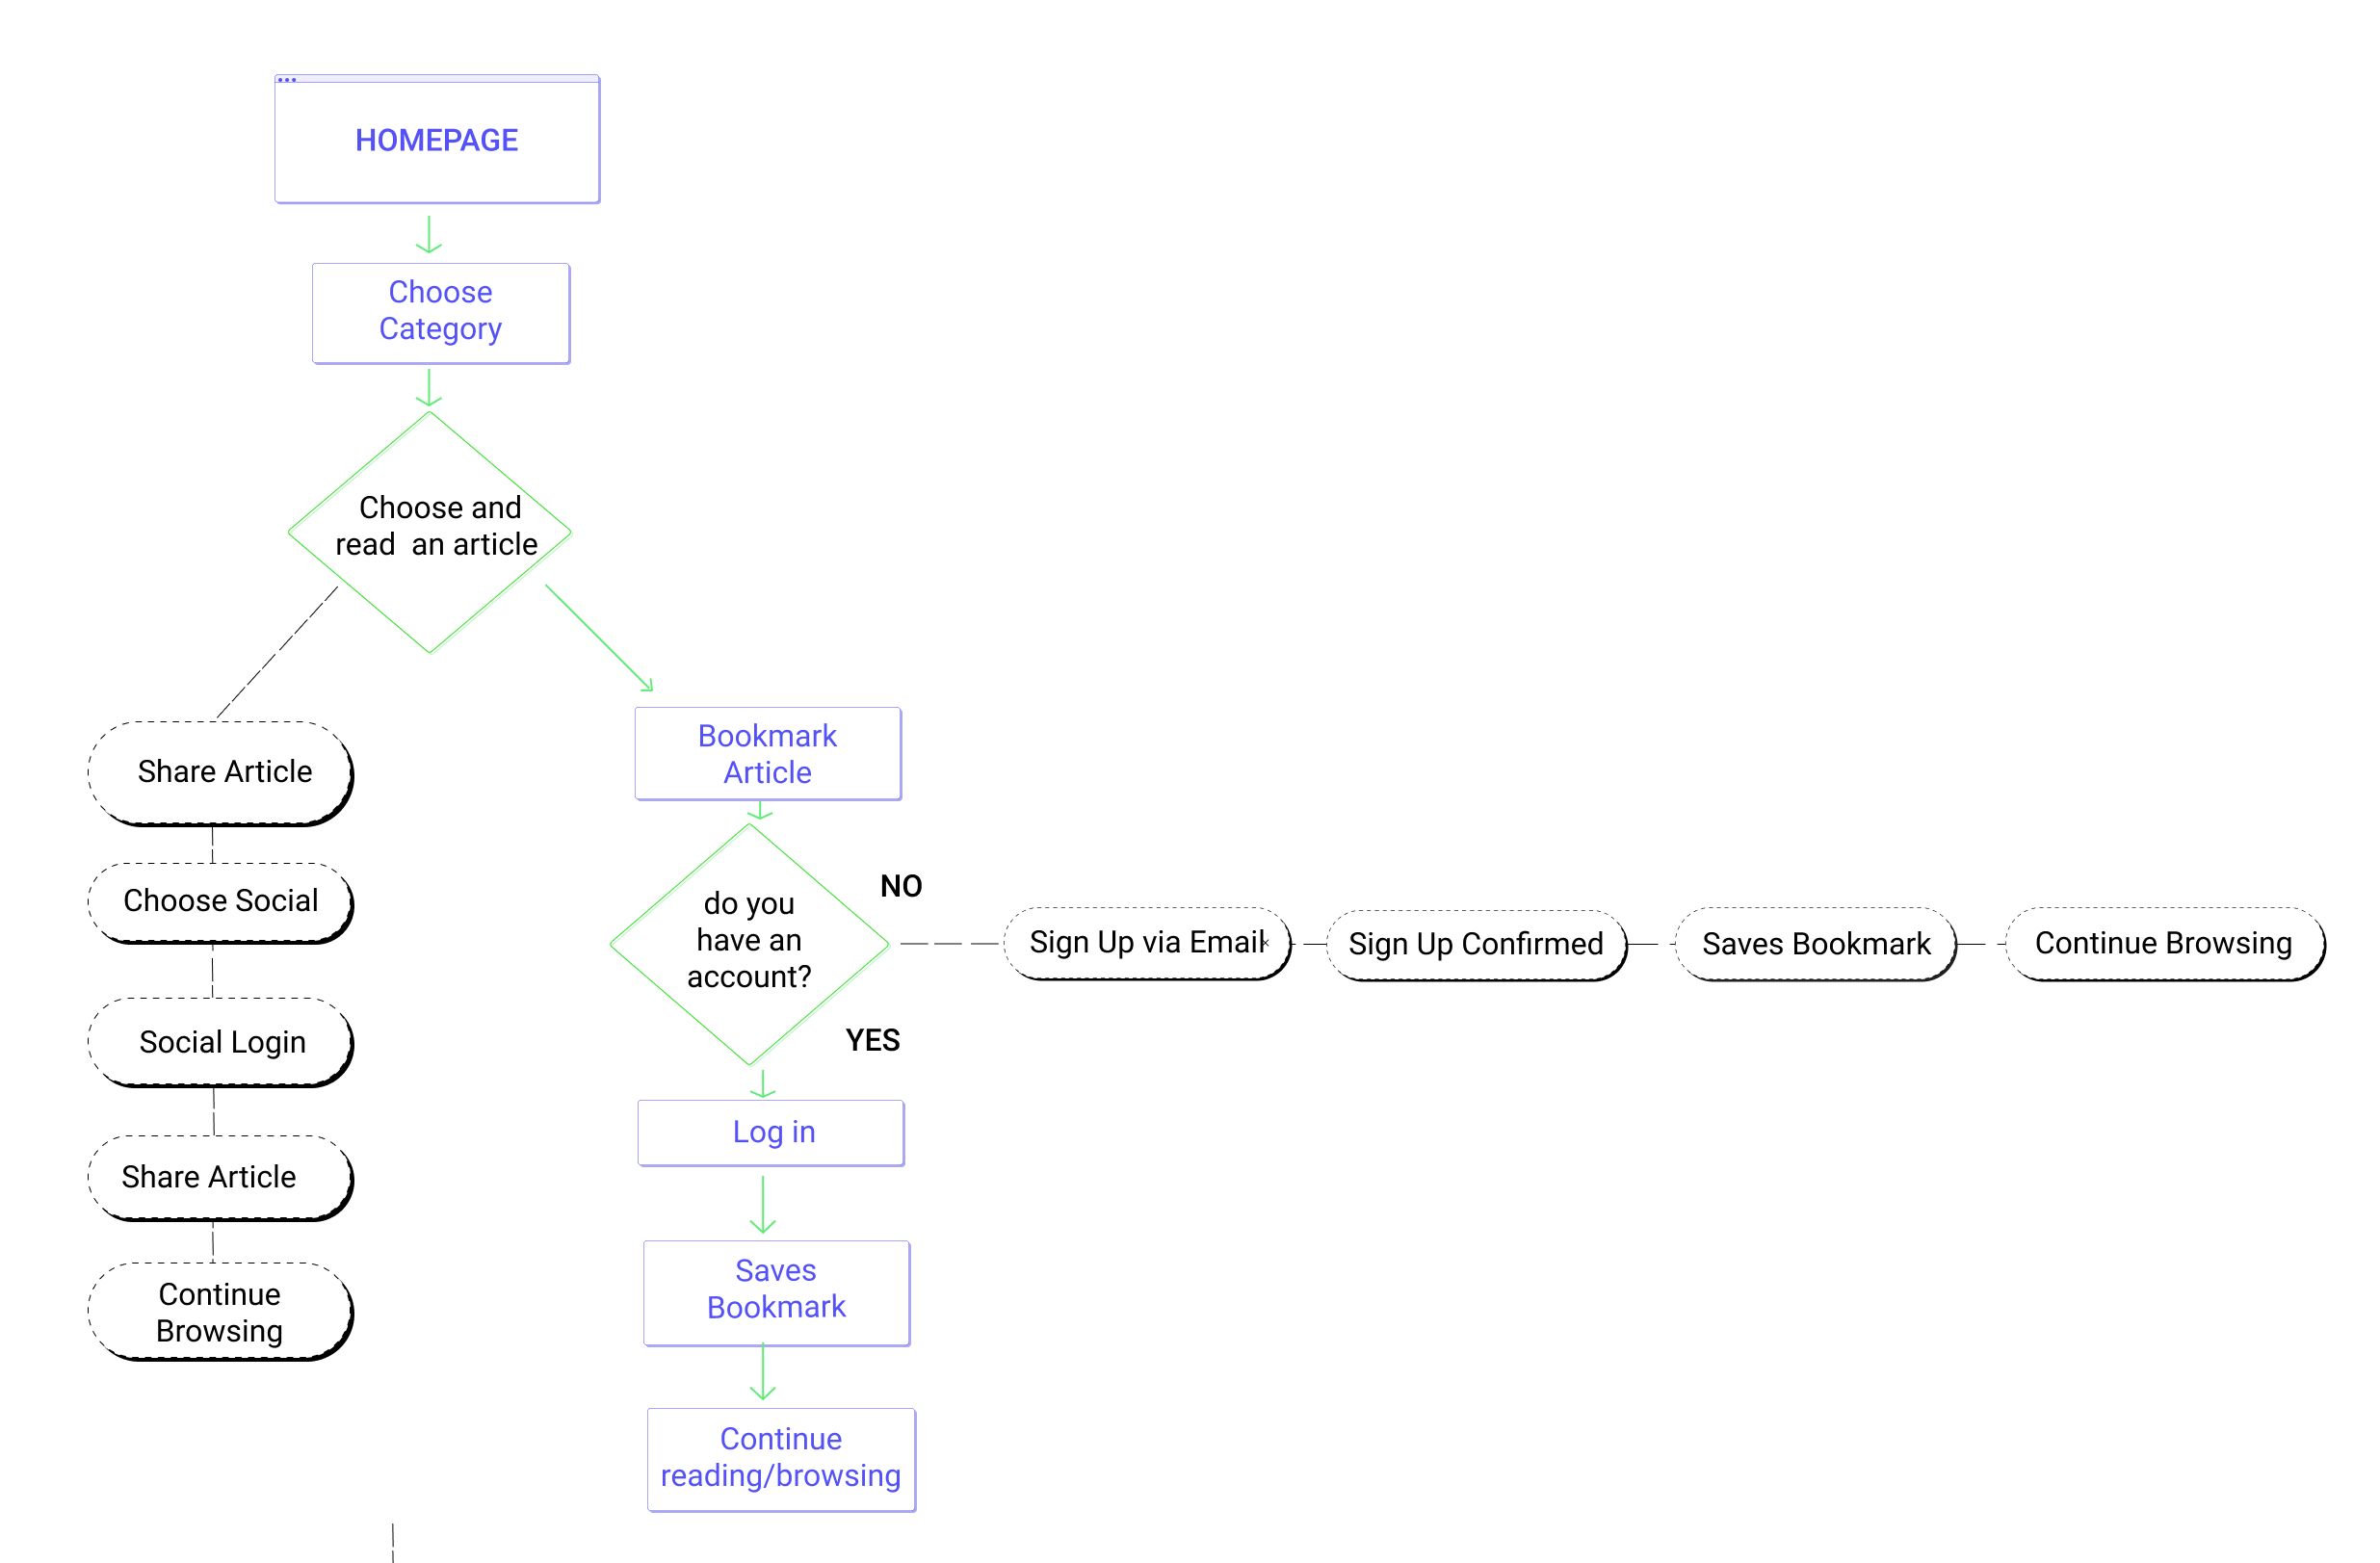 HOMEPAGE
Choose
Category
Choose and
read  an article
Share Article
Choose Social
Social Login
Share Article
Continue
Browsing
Bookmark
Article
do you
have an
account?
NO
Sign Up via Email
Sign Up Confirmed
Saves Bookmark
Continue Browsing
YES
Log in
Saves
Bookmark
Continue
reading/browsing